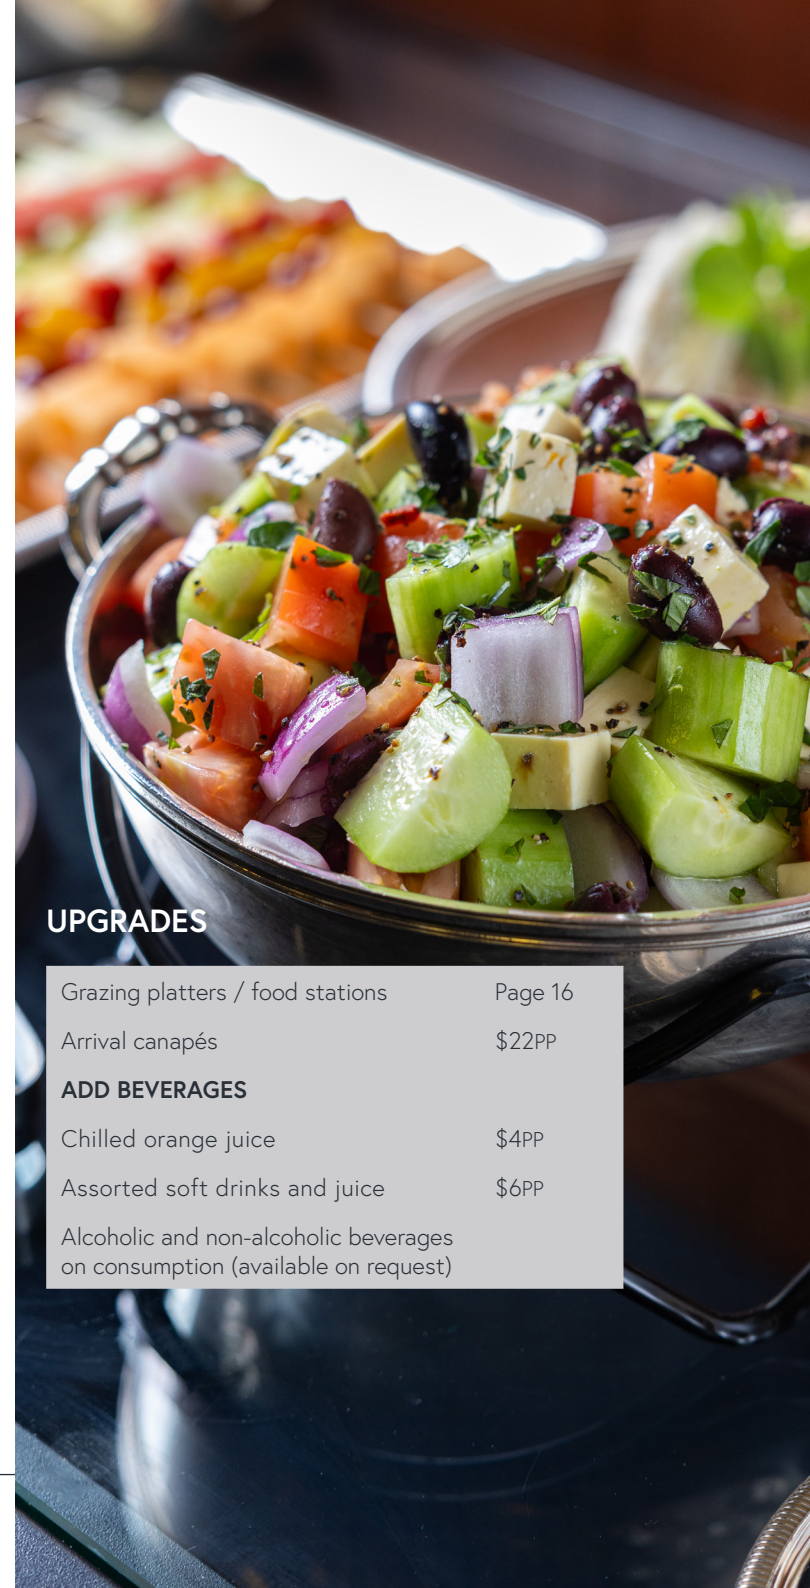 UPGRADES
Grazing platters / food stations Page 16
Arrival canapés $22PP
ADD BEVERAGES
Chilled orange juice $4PP
Assorted soft drinks and juice $6PP
Alcoholic and non-alcoholic beverages
on consumption (available on request)